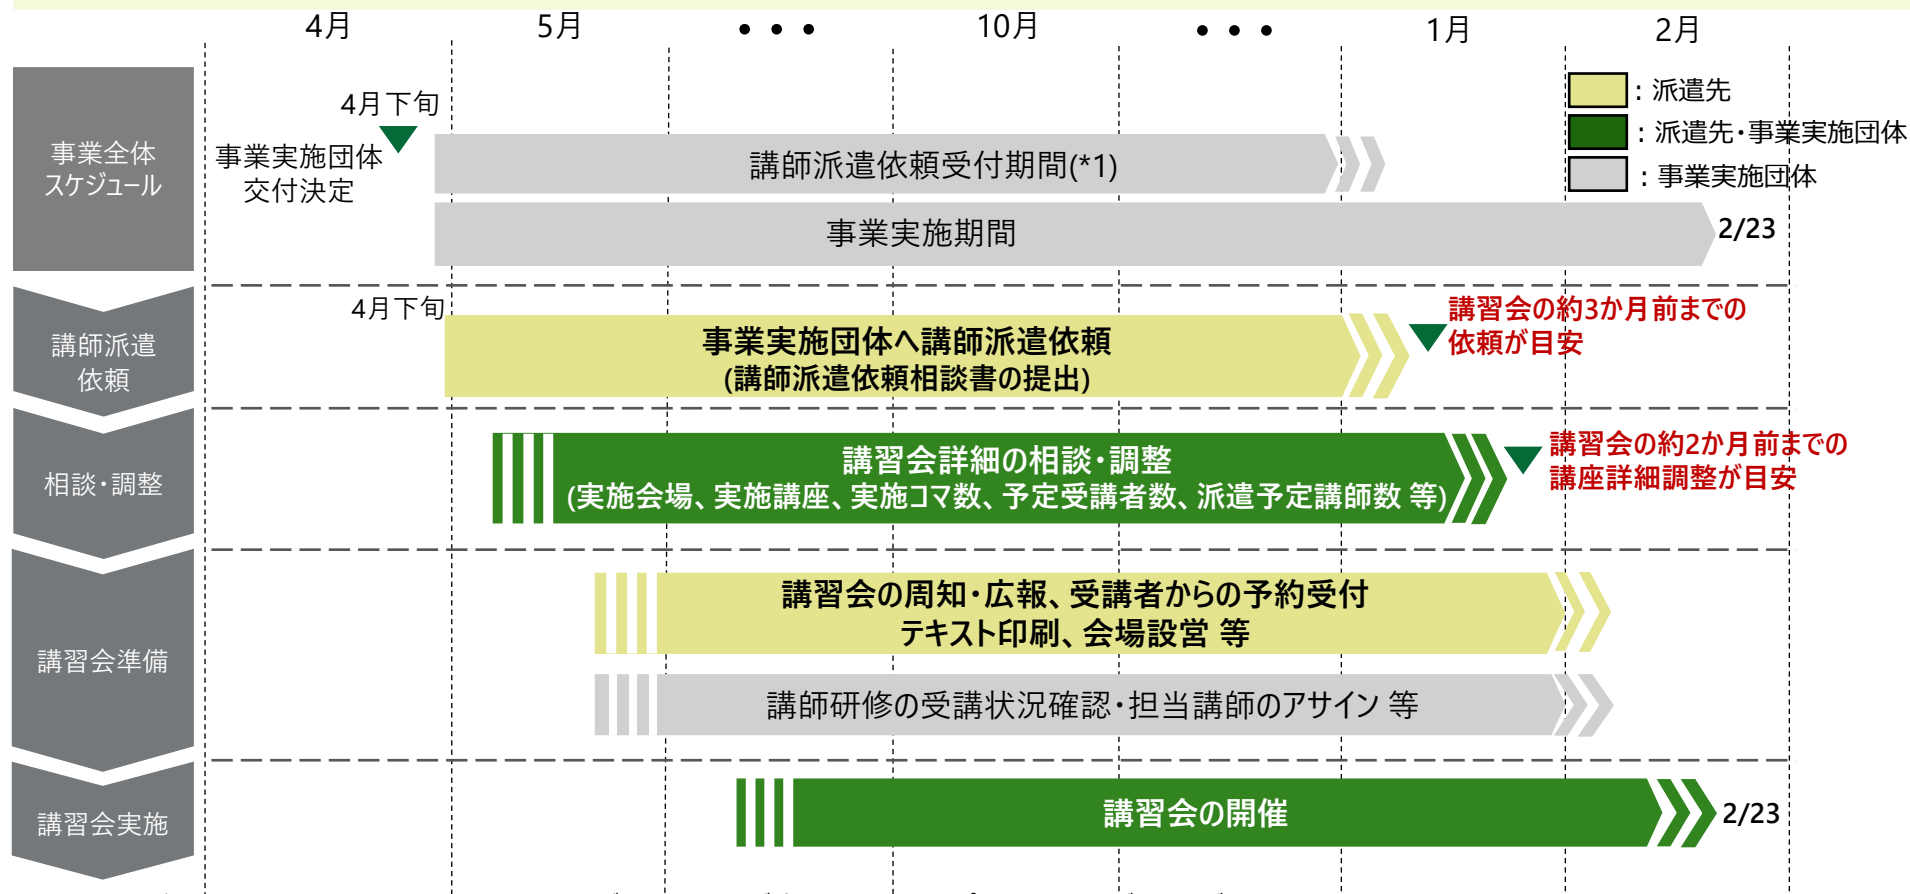 4月 5月 ・・・ 10月 ・・・ 1月 2月
：派遣先
：派遣先・事業実施団体
：事業実施団体
事業全体
スケジュール
4月下旬
事業実施団体
交付決定
講師派遣依頼受付期間(*1)
事業実施期間
2/23
講師派遣
依頼
4月下旬
事業実施団体へ講師派遣依頼
(講師派遣依頼相談書の提出)
講習会の約3か月前までの
依頼が目安
相談・調整
講習会詳細の相談・調整
(実施会場、実施講座、実施コマ数、予定受講者数、派遣予定講師数 等)
講習会の約2か月前までの
講座詳細調整が目安
講習会準備
講習会の周知・広報、受講者からの予約受付
テキスト印刷、会場設営 等
講師研修の受講状況確認・担当講師のアサイン 等
講習会実施
講習会の開催
2/23